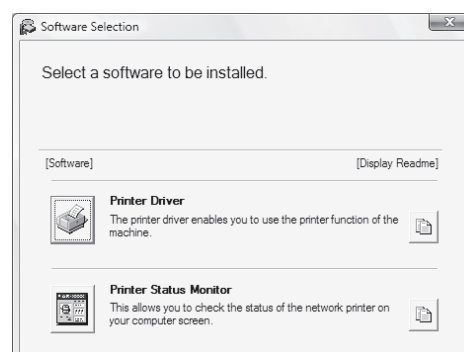 Software Selection
Select a software to be installed.
[Software] [Display Readme]
Printer Driver
The printer driver enables you to use the printer function of the
machine.
Printer Status Monitor
This allows you to check the status of the network printer on
your computer screen.